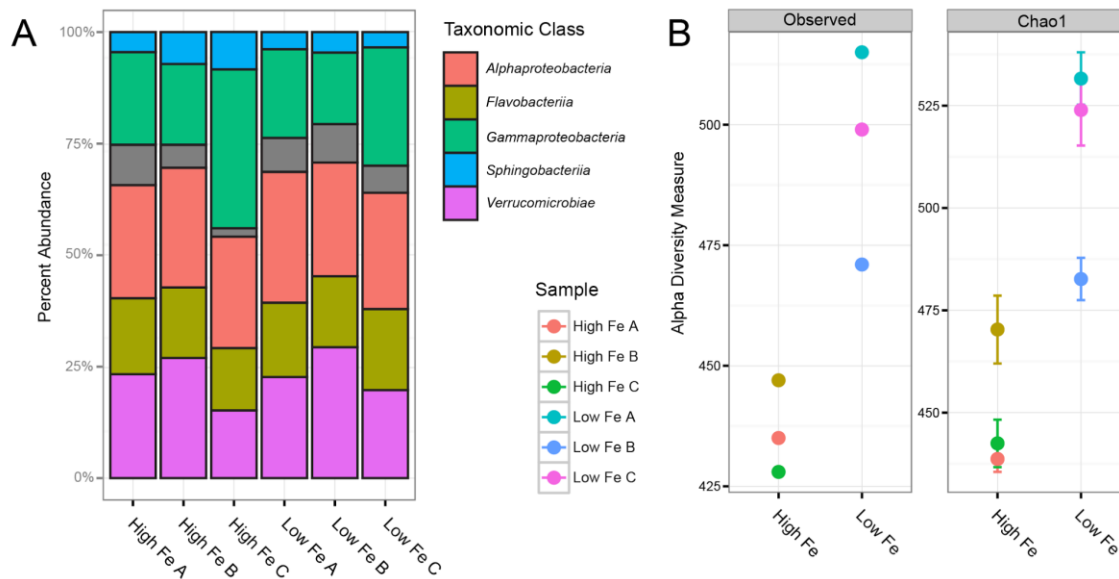 A
Percent Abundance
100%
75%
50%
25%
0%
High Fe A
High Fe B
High Fe C
Low Fe A
Low Fe B
Low Fe C
Taxonomic Class
Alphaproteobacteria
Flavobacteriia
Gammaproteobacteria
Sphingobacteriia
Verrucomicrobiae
Sample
High Fe A
High Fe B
High Fe C
Low Fe A
Low Fe B
Low Fe C
B
Alpha Diversity Measure
Observed
500
475
450
425
High Fe
Low Fe
Chao1
525
500
475
450
High Fe
Low Fe